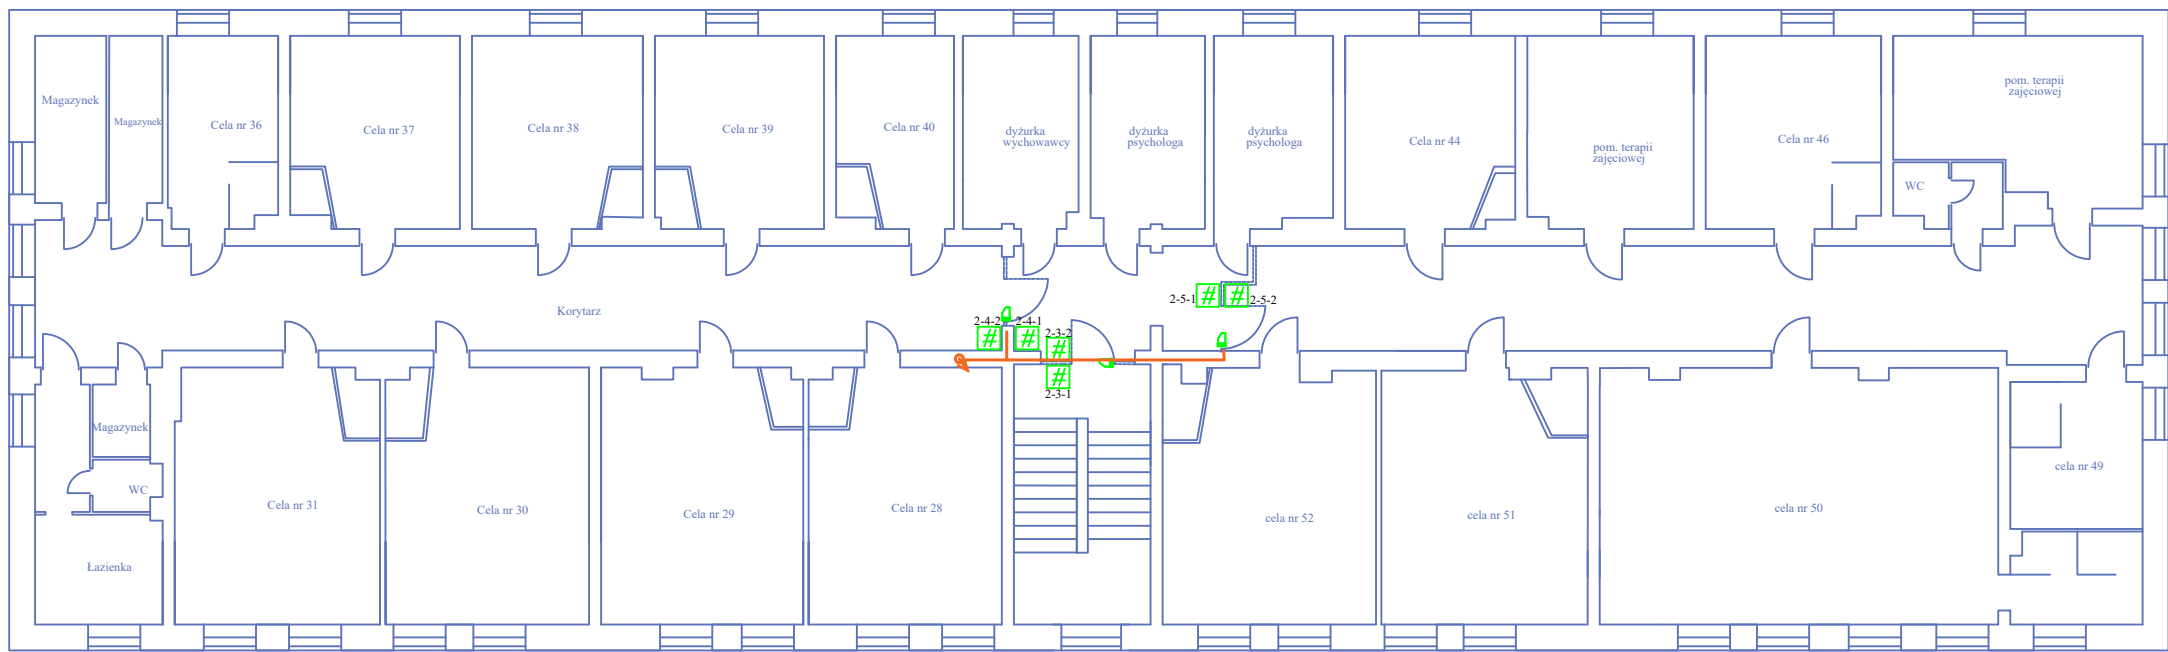 Magazynek
Magazynek
Cela nr 36
Cela nr 37
Cela nr 38
Cela nr 39
Cela nr 40
dyżurka
wychowawcy
dyżurka
psychologa
dyżurka
psychologa
Cela nr 44
pom. terapii
zajęciowej
Cela nr 46
pom. terapii
zajęciowej
WC
Korytarz
2-5-1
#
#
2-5-2
2-4-2
#
2-4-1
#
2-3-2
#
#
2-3-1
Magazynek
WC
Łazienka
Cela nr 31
Cela nr 30
Cela nr 29
Cela nr 28
cela nr 52
cela nr 51
cela nr 50
cela nr 49